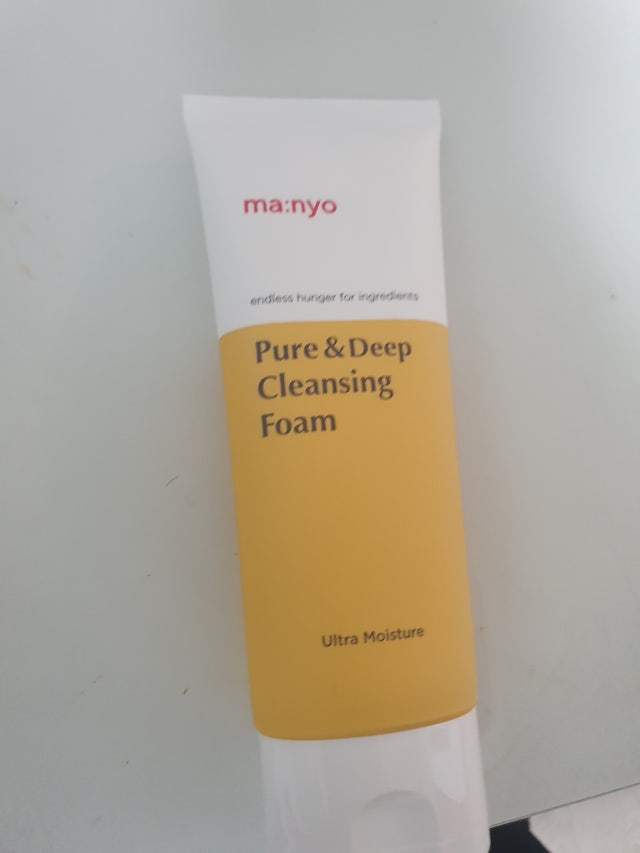 ma:nyo
endless hunger for ingredients
Pure & Deep
Cleansing
Foam
Ultra Moisture